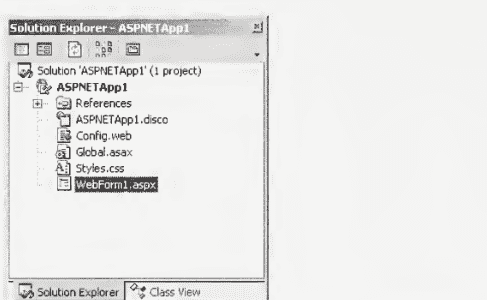 Solution Explorer - ASPNETApp1
Solution 'ASPNETApp1' (1 project)
ASPNETApp1
References
ASPNETApp1.disco
Config.web
Global.asax
Styles.css
WebForm1.aspx
Solution Explorer
Class View